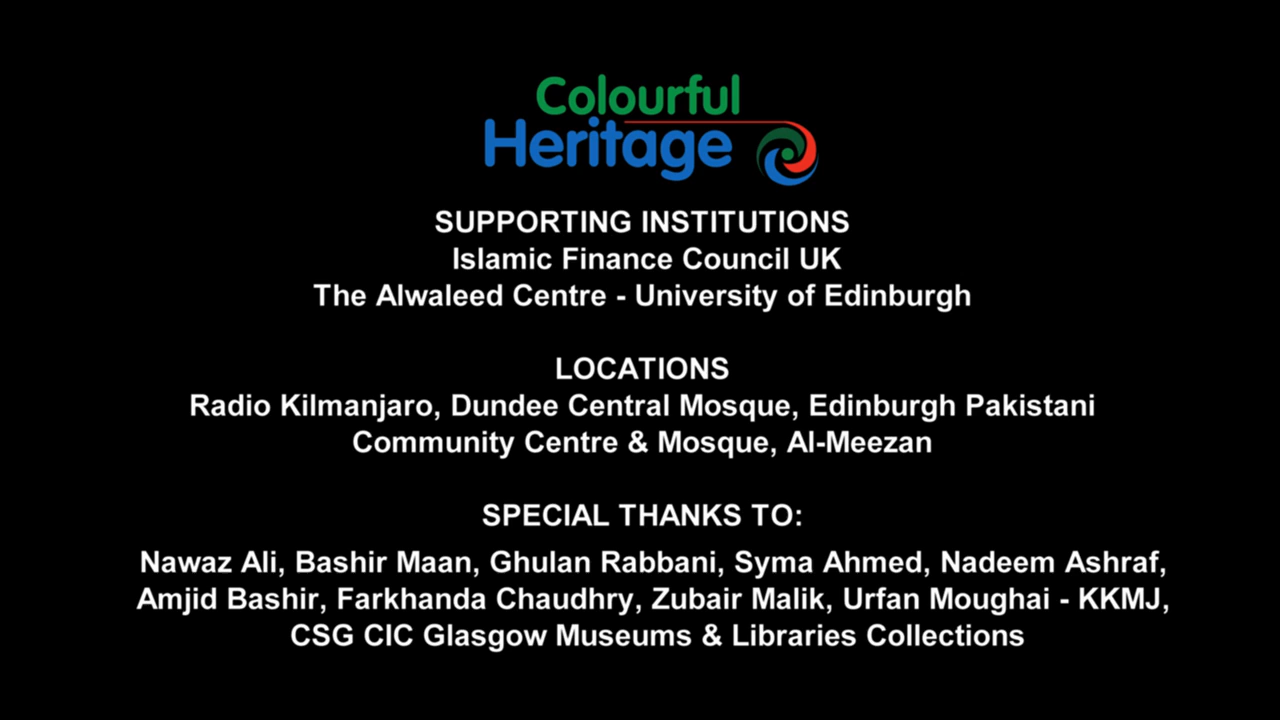 Colourful
Heritage
SUPPORTING INSTITUTIONS
Islamic Finance Council UK
The Alwaleed Centre - University of Edinburgh
LOCATIONS
Radio Kilmanjaro, Dundee Central Mosque, Edinburgh Pakistani
Community Centre & Mosque, Al-Meezan
SPECIAL THANKS TO:
Nawaz Ali, Bashir Maan, Ghulan Rabbani, Syma Ahmed, Nadeem Ashraf,
Amjid Bashir, Farkhanda Chaudhry, Zubair Malik, Urfan Moughai - KKMJ,
CSG CIC Glasgow Museums & Libraries Collections